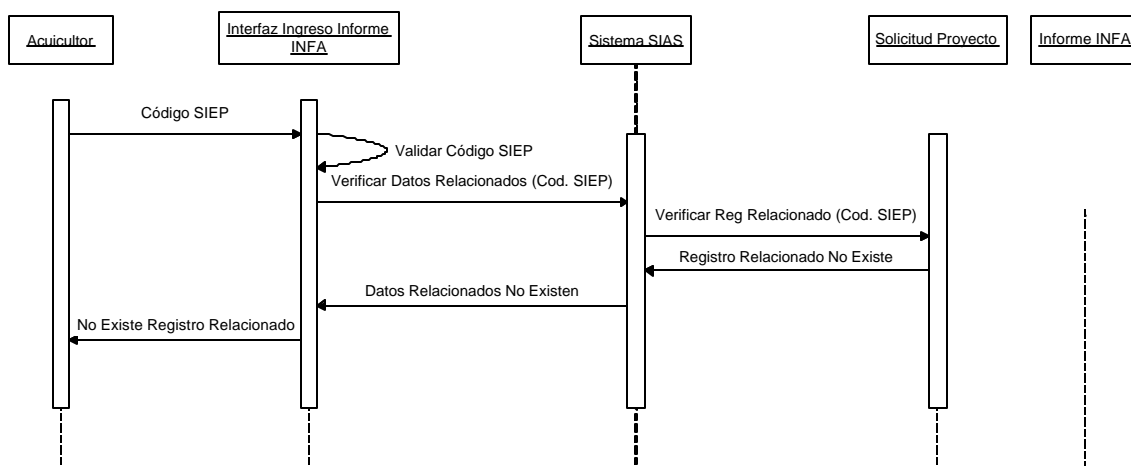 Acuicultor
Interfaz Ingreso Informe
INFA
Sistema SIAS
Solicitud Proyecto
Informe INFA
Código SIEP
Validar Código SIEP
Verificar Datos Relacionados (Cod. SIEP)
Verificar Reg Relacionado (Cod. SIEP)
Registro Relacionado No Existe
Datos Relacionados No Existen
No Existe Registro Relacionado